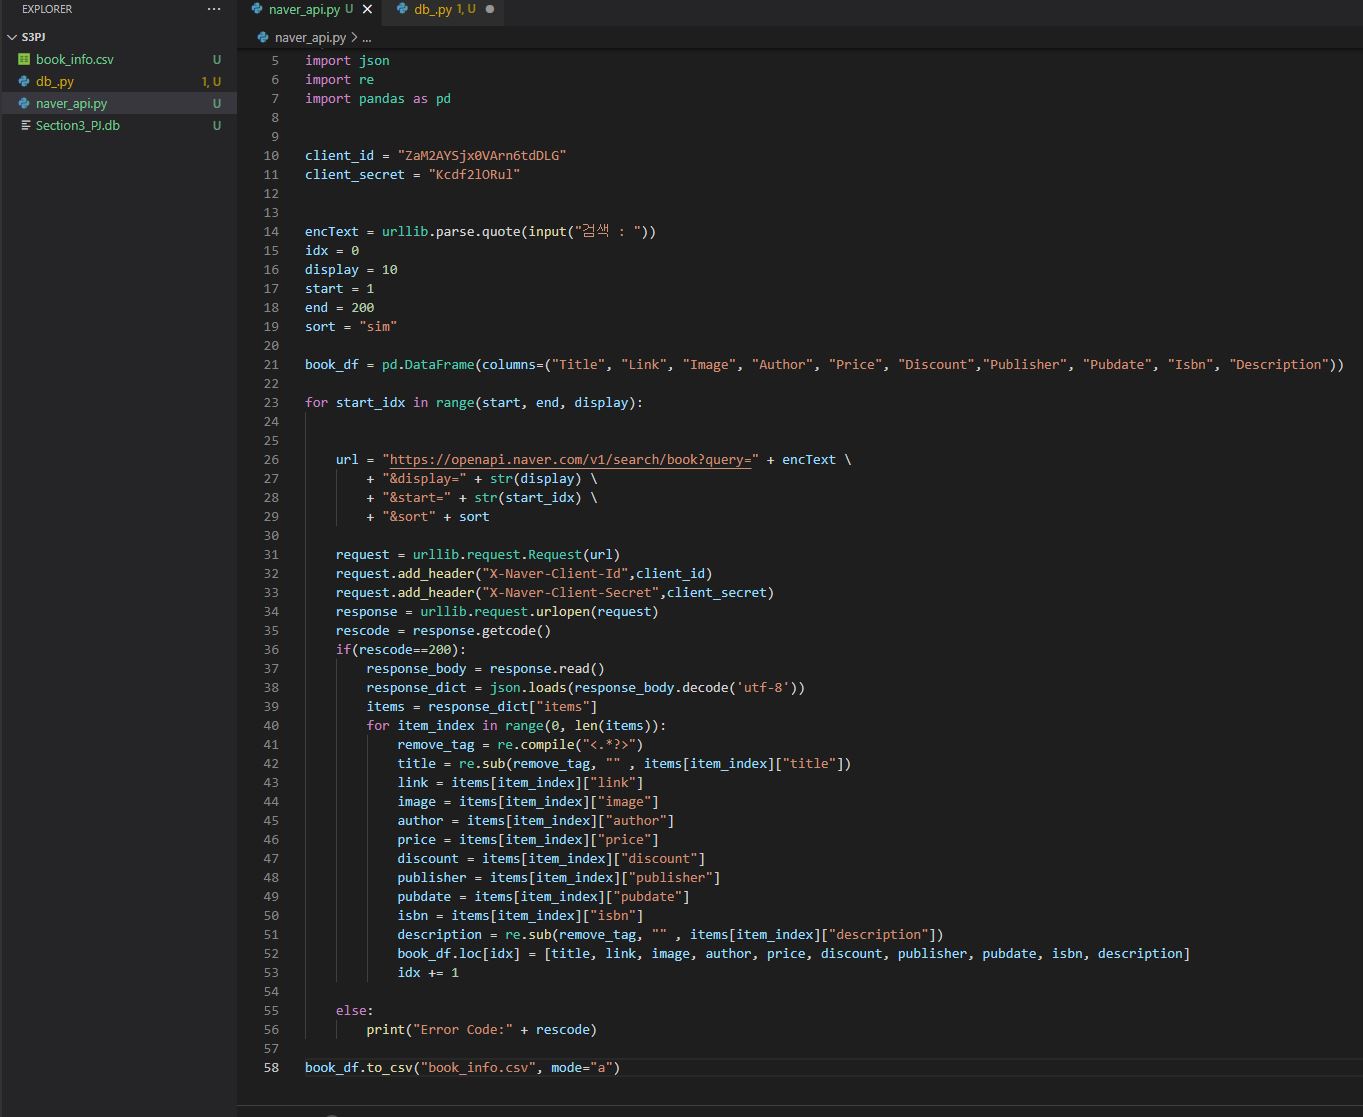 EXPLORER
S3PJ
book_info.csv U
db_.py 1, U
naver_api.py U
Section3_PJ.db U
naver_api.py U
db_.py 1, U
naver_api.py > ...
5 import json
6 import re
7 import pandas as pd
8
9
10 client_id = "ZaM2AYSjx0VArn6tdDLG"
11 client_secret = "Kcdf2lORul"
12
13
14 encText = urllib.parse.quote(input("검색 : "))
15 idx = 0
16 display = 10
17 start = 1
18 end = 200
19 sort = "sim"
20
21 book_df = pd.DataFrame(columns=("Title", "Link", "Image", "Author", "Price", "Discount","Publisher", "Pubdate", "Isbn", "Description"))
22
23 for start_idx in range(start, end, display):
24
25
26 url = "https://openapi.naver.com/v1/search/book?query=" + encText \
27 + "&display=" + str(display) \
28 + "&start=" + str(start_idx) \
29 + "&sort" + sort
30
31 request = urllib.request.Request(url)
32 request.add_header("X-Naver-Client-Id",client_id)
33 request.add_header("X-Naver-Client-Secret",client_secret)
34 response = urllib.request.urlopen(request)
35 rescode = response.getcode()
36 if(rescode==200):
37 response_body = response.read()
38 response_dict = json.loads(response_body.decode('utf-8'))
39 items = response_dict["items"]
40 for item_index in range(0, len(items)):
41 remove_tag = re.compile("<.*?>")
42 title = re.sub(remove_tag, "" , items[item_index]["title"])
43 link = items[item_index]["link"]
44 image = items[item_index]["image"]
45 author = items[item_index]["author"]
46 price = items[item_index]["price"]
47 discount = items[item_index]["discount"]
48 publisher = items[item_index]["publisher"]
49 pubdate = items[item_index]["pubdate"]
50 isbn = items[item_index]["isbn"]
51 description = re.sub(remove_tag, "" , items[item_index]["description"])
52 book_df.loc[idx] = [title, link, image, author, price, discount, publisher, pubdate, isbn, description]
53 idx += 1
54
55 else:
56 print("Error Code:" + rescode)
57
58 book_df.to_csv("book_info.csv", mode="a")